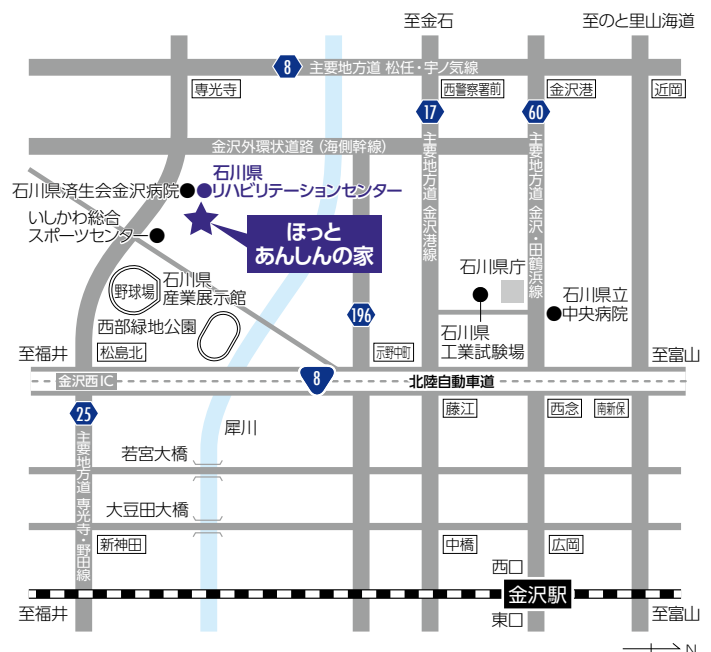 至金石
至のと里山海道
8
主要地方道 松任・宇ノ気線
専光寺
西警察署前
金沢港
近岡
17
60
金沢外環状道路(海側幹線)
主要地方道 金沢港線
主要地方道 金沢・田鶴浜線
石川県
リハビリテーションセンター
石川県済生会金沢病院
いしかわ総合
スポーツセンター
ほっと
あんしんの家
石川県庁
野球場
石川県
産業展示館
石川県立
中央病院
西部緑地公園
196
石川県
工業試験場
至福井
松島北
示野中町
至富山
金沢西IC
8
北陸自動車道
25
藤江
西念
南新保
主要地方道 専光寺・野田線
犀川
若宮大橋
大豆田大橋
新神田
中橋
広岡
西口
金沢駅
至福井
東口
至富山
N